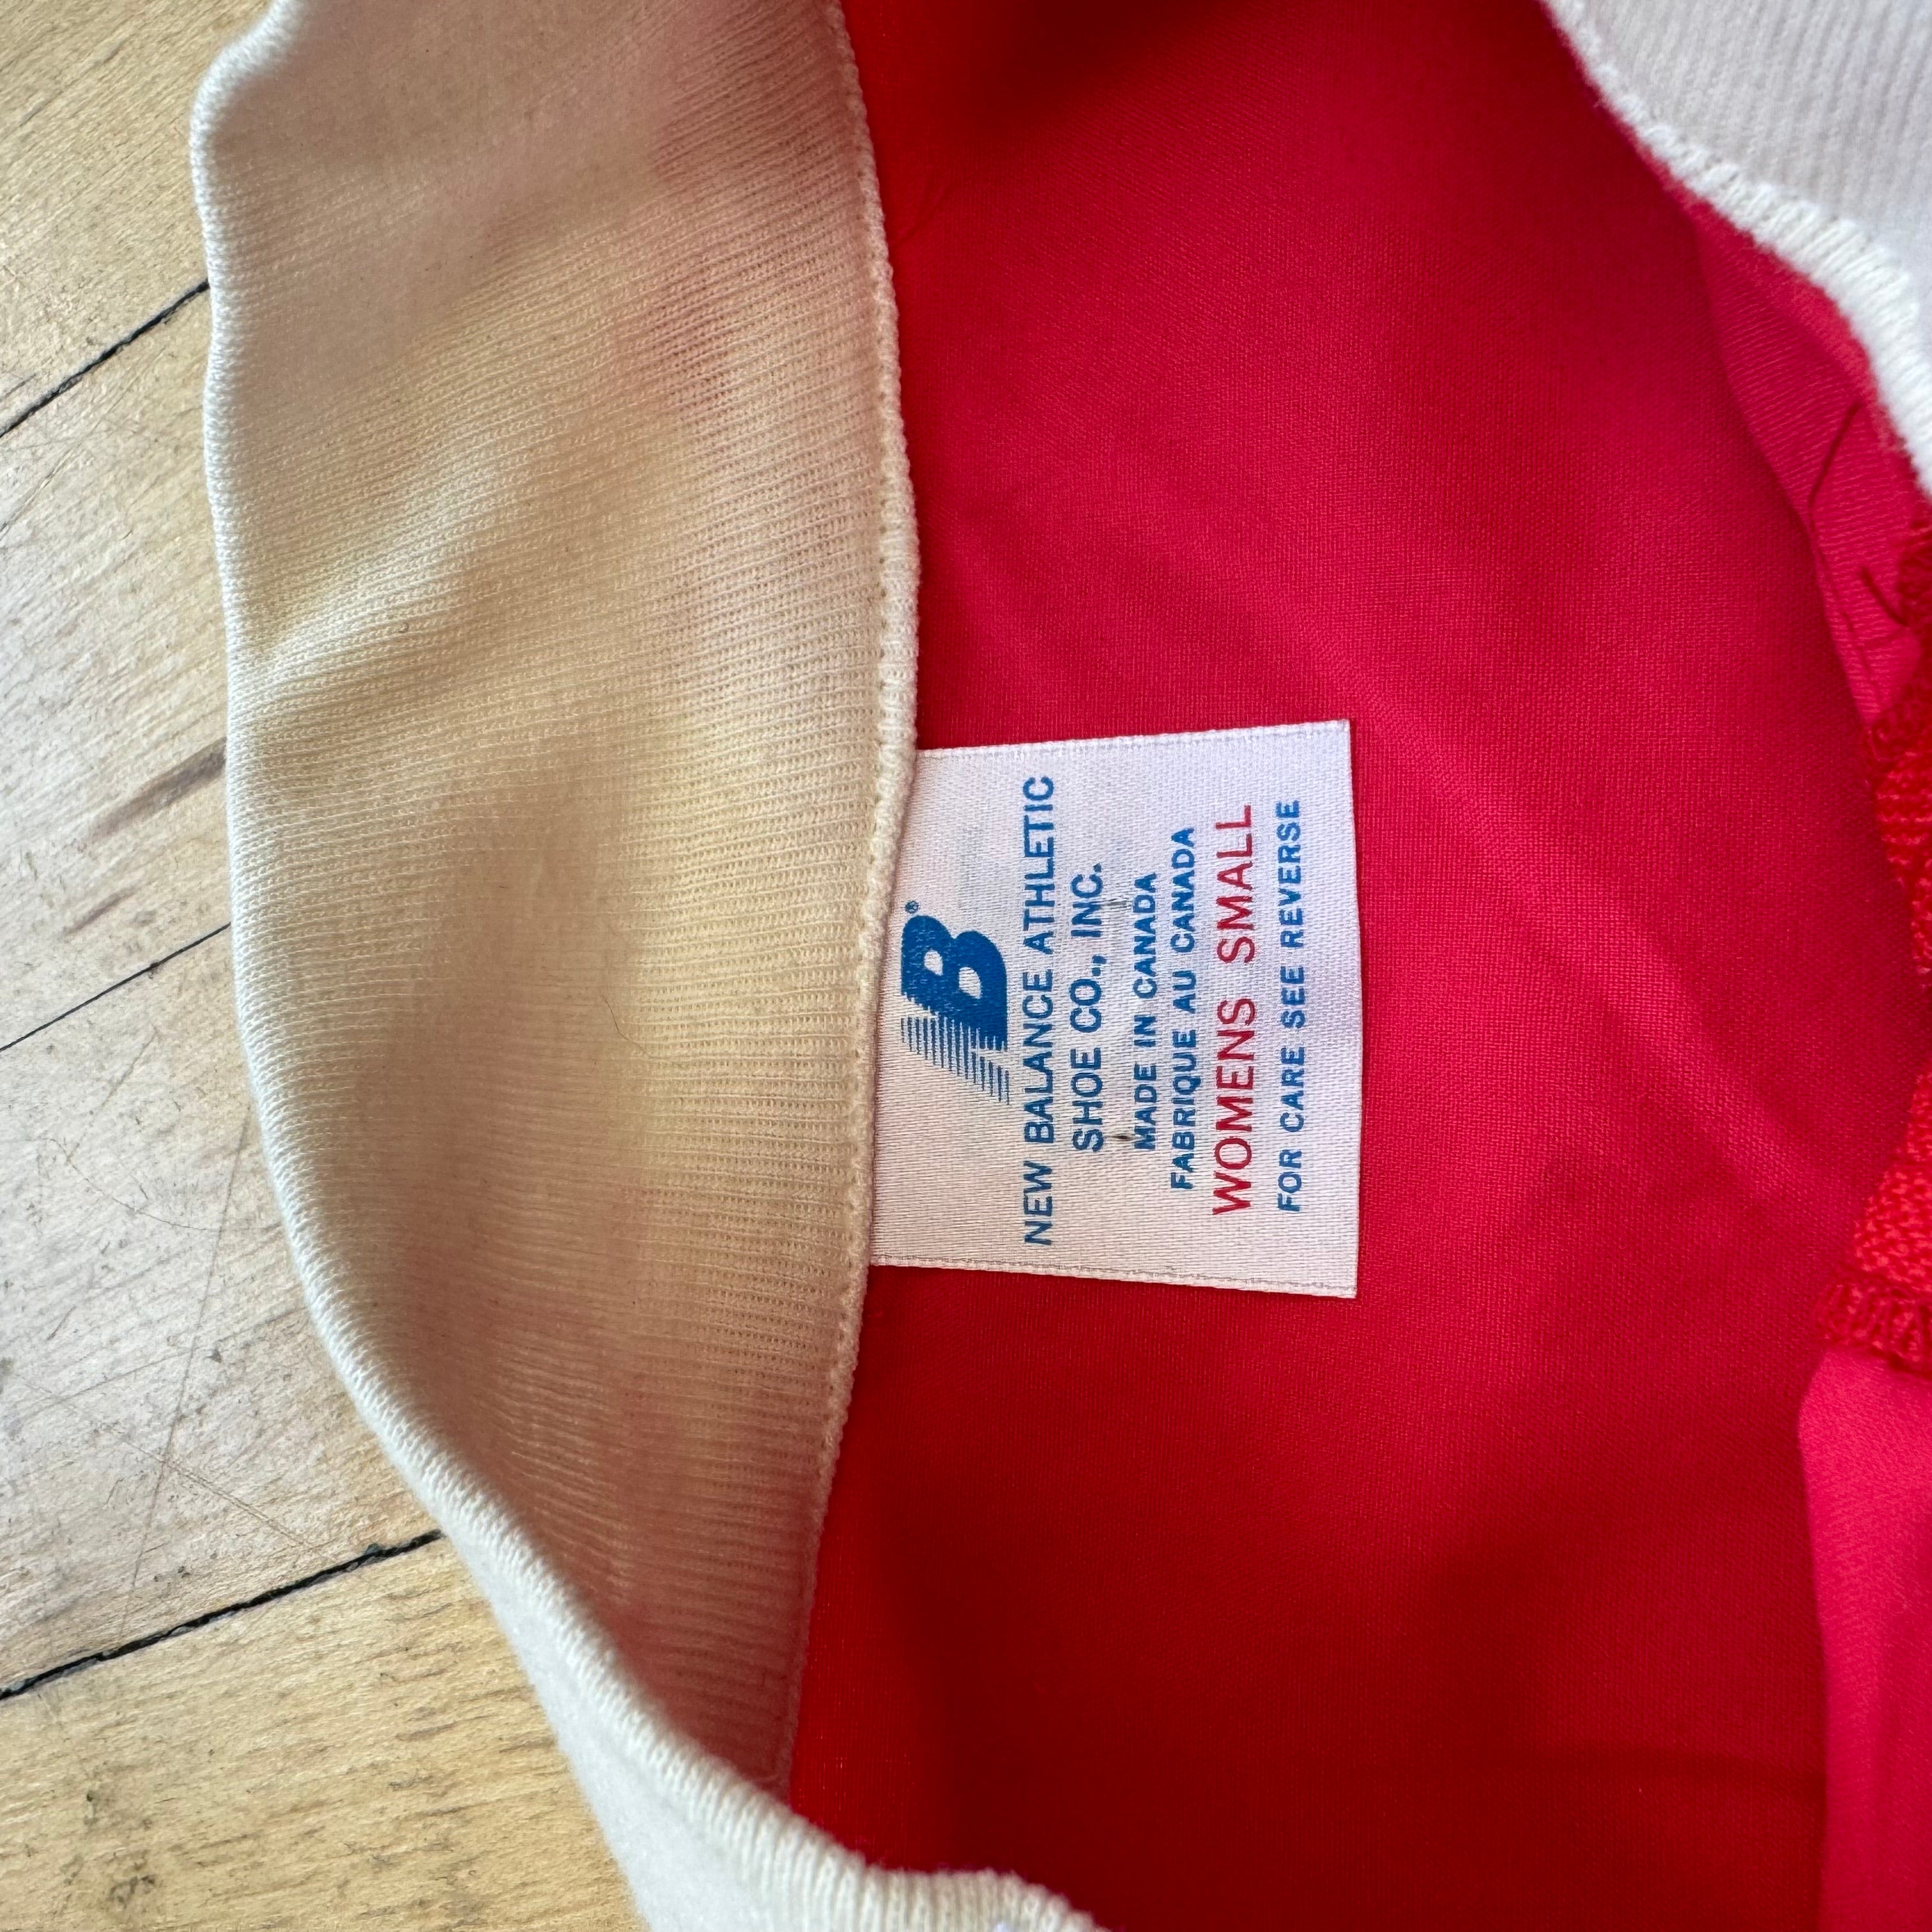 B®
NEW BALANCE ATHLETIC
SHOE CO., INC.
MADE IN CANADA
FABRIQUE AU CANADA
WOMENS SMALL
FOR CARE SEE REVERSE